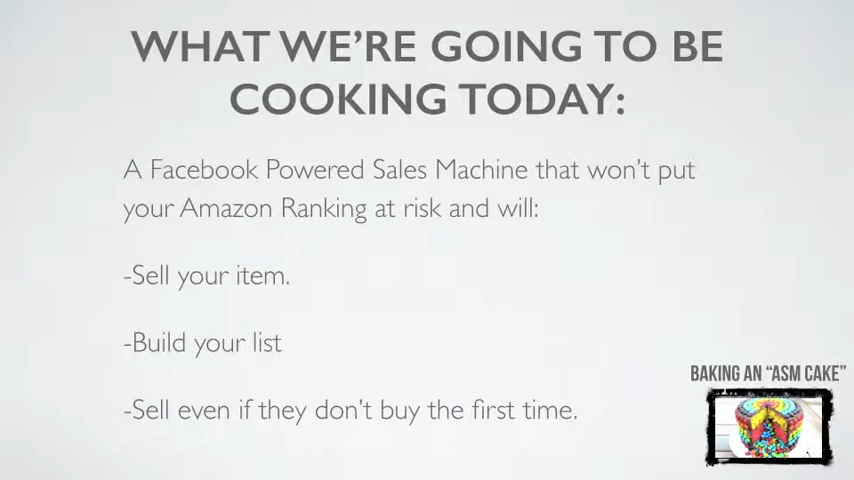 WHAT WE’RE GOING TO BE
COOKING TODAY:
A Facebook Powered Sales Machine that won’t put
your Amazon Ranking at risk and will:
-Sell your item.
-Build your list
-Sell even if they don’t buy the first time.
BAKING AN “ASM CAKE”